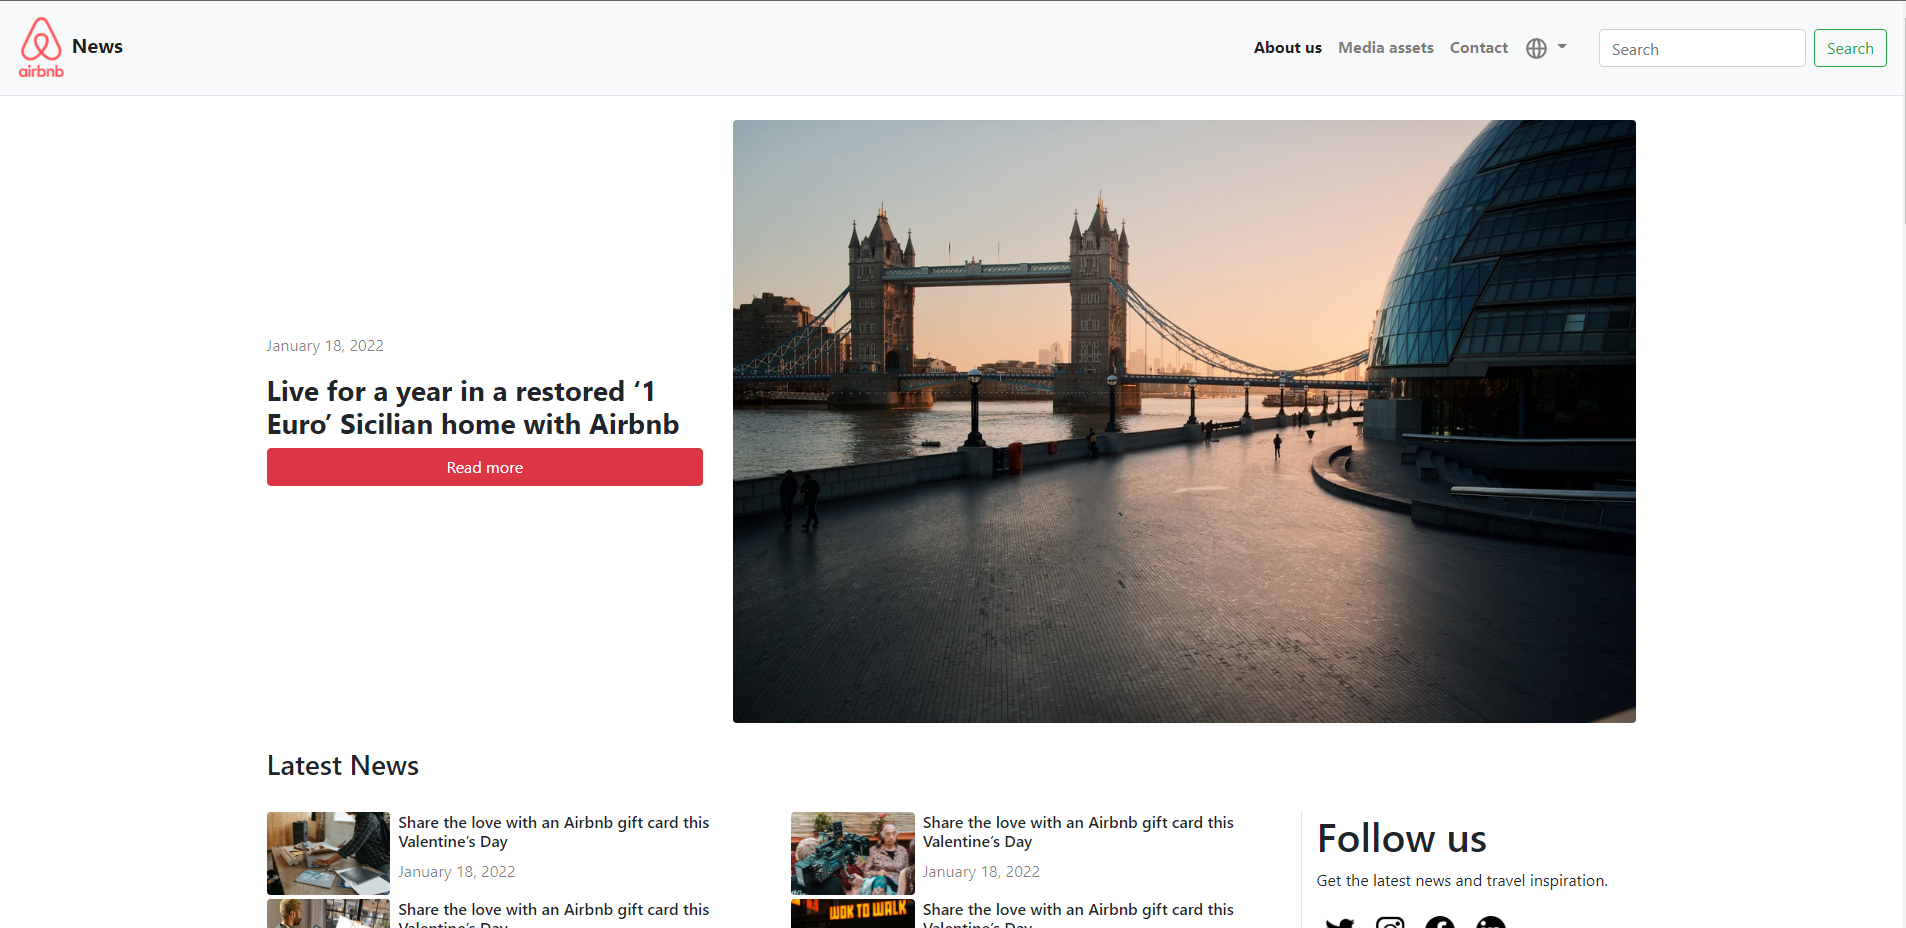 airbnb
News
About us
Media assets
Contact
Search
Search
January 18, 2022
Live for a year in a restored ‘1
Euro’ Sicilian home with Airbnb
Read more
Latest News
Share the love with an Airbnb gift card this
Valentine’s Day
January 18, 2022
Share the love with an Airbnb gift card this
Valentine’s Day
January 18, 2022
Follow us
Get the latest news and travel inspiration.
Share the love with an Airbnb gift card this
Valentine’s Day
WOK TO WALK
Share the love with an Airbnb gift card this
Valentine’s Day